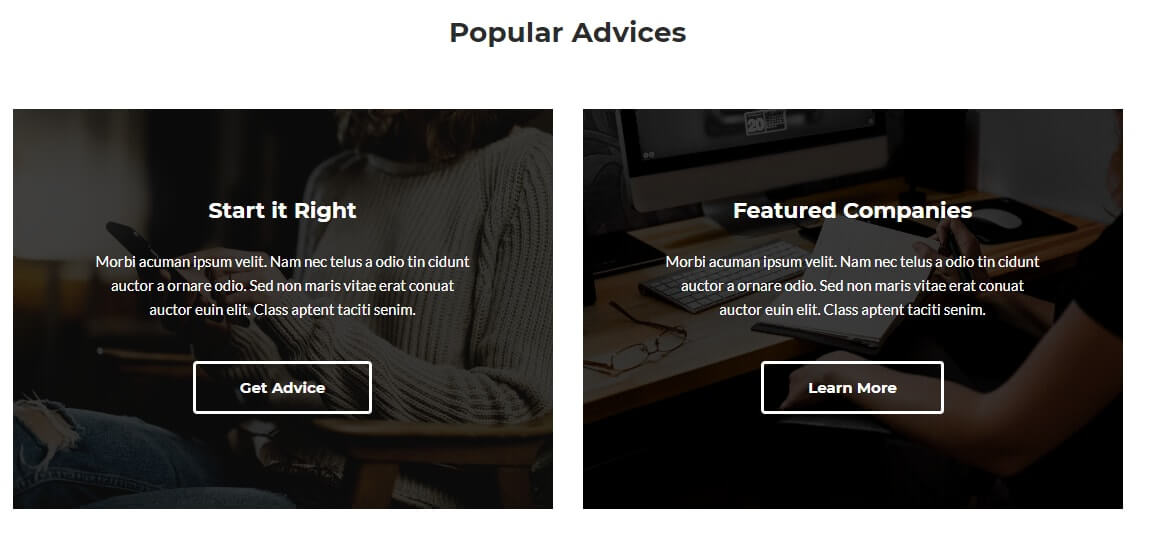 Popular Advices
Start it Right
Morbi acuman ipsum velit. Nam nec telus a odio tin cidunt
auctor a ornare odio. Sed non maris vitae erat conuat
auctor euin elit. Class aptent taciti senim.
Get Advice
20
Featured Companies
Morbi acuman ipsum velit. Nam nec telus a odio tin cidunt
auctor a ornare odio. Sed non maris vitae erat conuat
auctor euin elit. Class aptent taciti senim.
Learn More